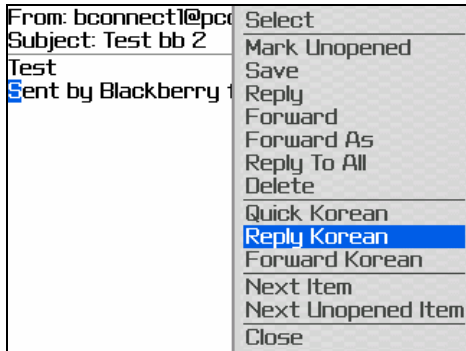 From: bconnect1@pc
Subject: Test bb 2
Test
Sent by Blackberry
Select
Mark Unopened
Save
Reply
Forward
Forward As
Reply To All
Delete
Quick Korean
Reply Korean
Forward Korean
Next Item
Next Unopened Item
Close